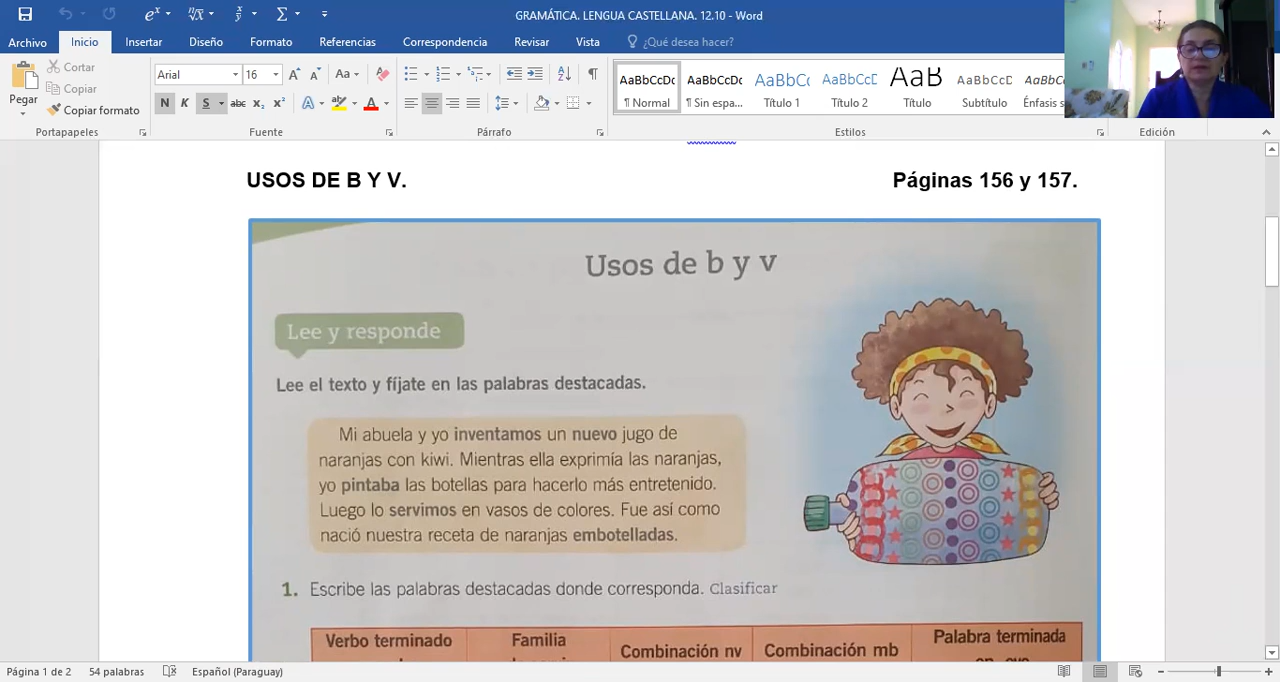 GRAMÁTICA. LENGUA CASTELLANA. 12.10 - Word
Archivo Inicio Insertar Diseño Formato Referencias Correspondencia Revisar Vista ¿Qué desea hacer?
Pegar
Cortar
Copiar
Copiar formato
Portapapeles
Arial 16
N K S abc x₂ x²
Fuente
Párrafo
AaBbCcDc AaBbCcDc AaBbCc AaBbCcD AaB AaBbCcD AaBbCc
¶ Normal ¶ Sin espa... Título 1 Título 2 Título Subtítulo Énfasis s
Estilos
Edición
USOS DE B Y V. Páginas 156 y 157.
Usos de b y v
Lee y responde
Lee el texto y fíjate en las palabras destacadas.
Mi abuela y yo inventamos un nuevo jugo de
naranjas con kiwi. Mientras ella exprimía las naranjas,
yo pintaba las botellas para hacerlo más entretenido.
Luego lo servimos en vasos de colores. Fue así como
nació nuestra receta de naranjas embotelladas.
1. Escribe las palabras destacadas donde corresponda. Clasificar
Verbo terminado Familia Combinación nv Combinación mb Palabra terminada
Página 1 de 2 54 palabras Español (Paraguay)